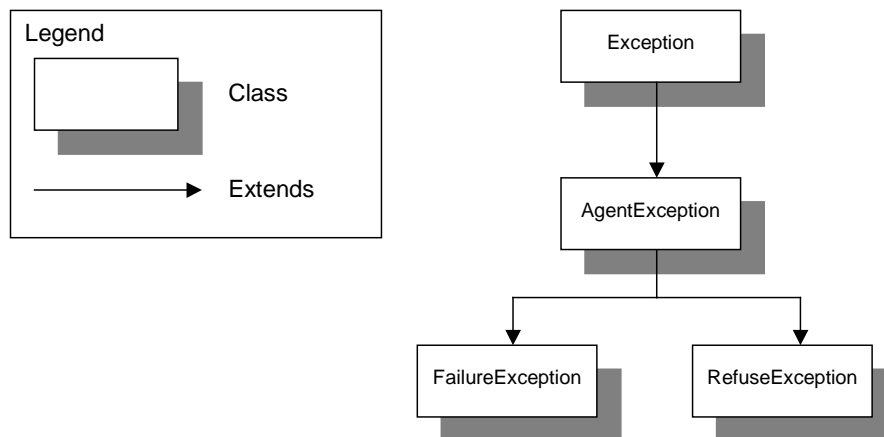 Legend
Class
Extends
Exception
AgentException
FailureException
RefuseException